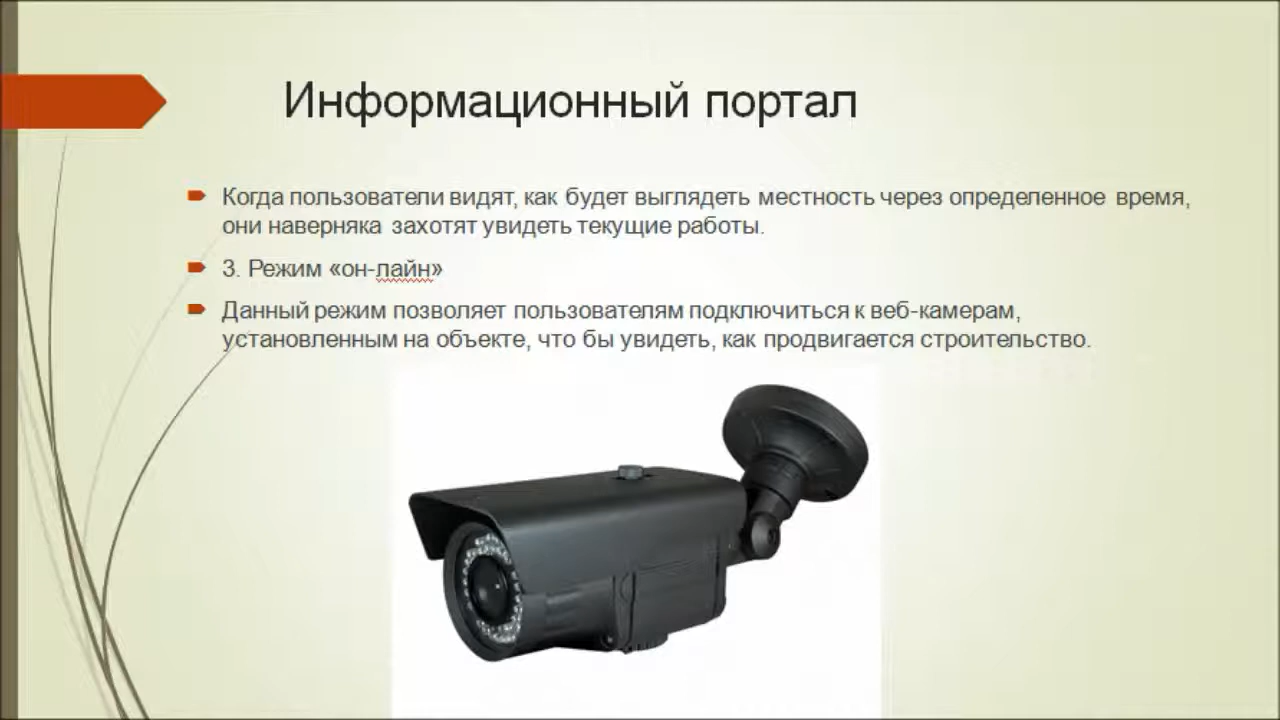 Информационный портал
Когда пользователи видят, как будет выглядеть местность через определенное время,
они наверняка захотят увидеть текущие работы.
3. Режим «он-лайн»
Данный режим позволяет пользователям подключиться к веб-камерам,
установленным на объекте, что бы увидеть, как продвигается строительство.